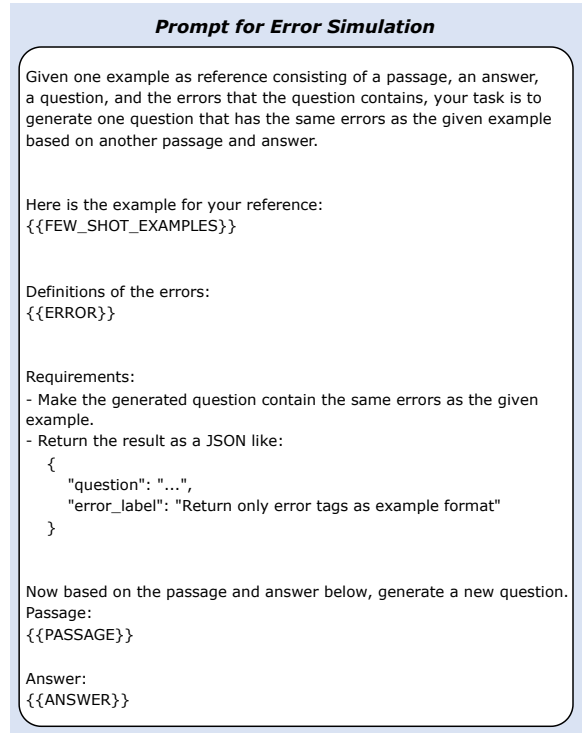 Prompt for Error Simulation
Given one example as reference consisting of a passage, an answer,
a question, and the errors that the question contains, your task is to
generate one question that has the same errors as the given example
based on another passage and answer.
Here is the example for your reference:
{{FEW_SHOT_EXAMPLES}}
Definitions of the errors:
{{ERROR}}
Requirements:
- Make the generated question contain the same errors as the given
example.
- Return the result as a JSON like:
{
"question": "...",
"error_label": "Return only error tags as example format"
}
Now based on the passage and answer below, generate a new question.
Passage:
{{PASSAGE}}
Answer:
{{ANSWER}}